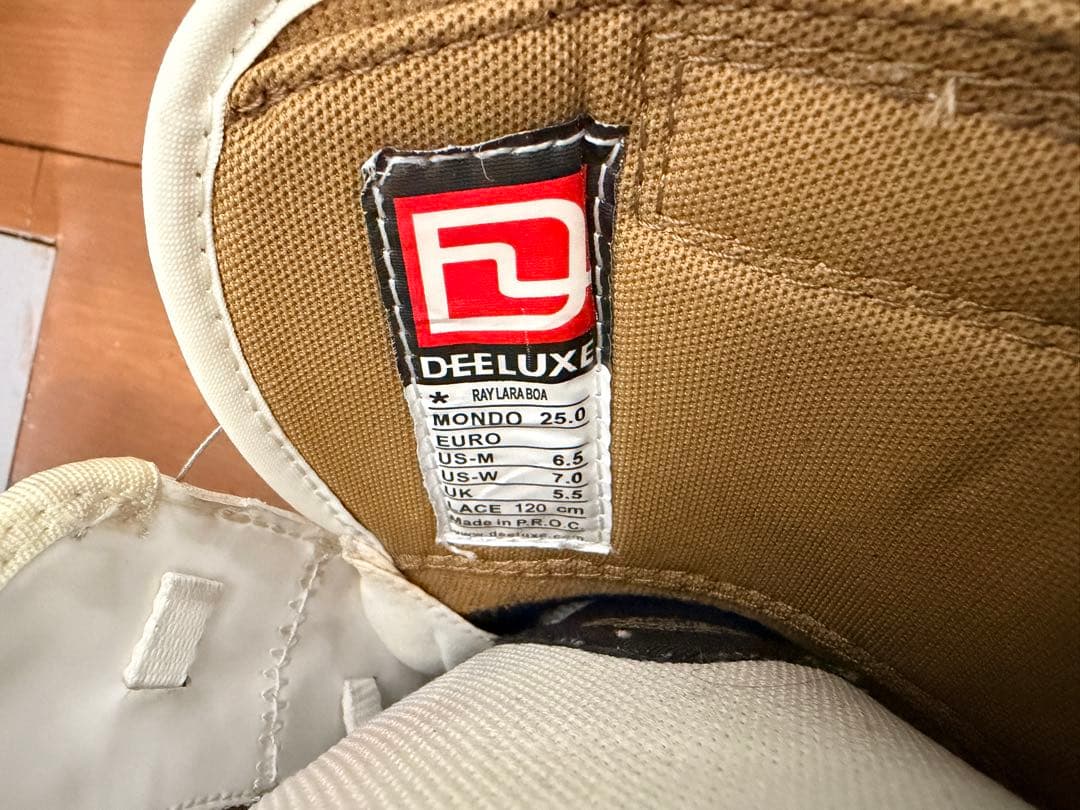 DEELUXE
* RAY LARA BOA
MONDO 25.0
EURO
US-M 6.5
US-W 7.0
UK 5.5
LACE 120 cm
Made in P.R.O.C.
www.deeluxe.com